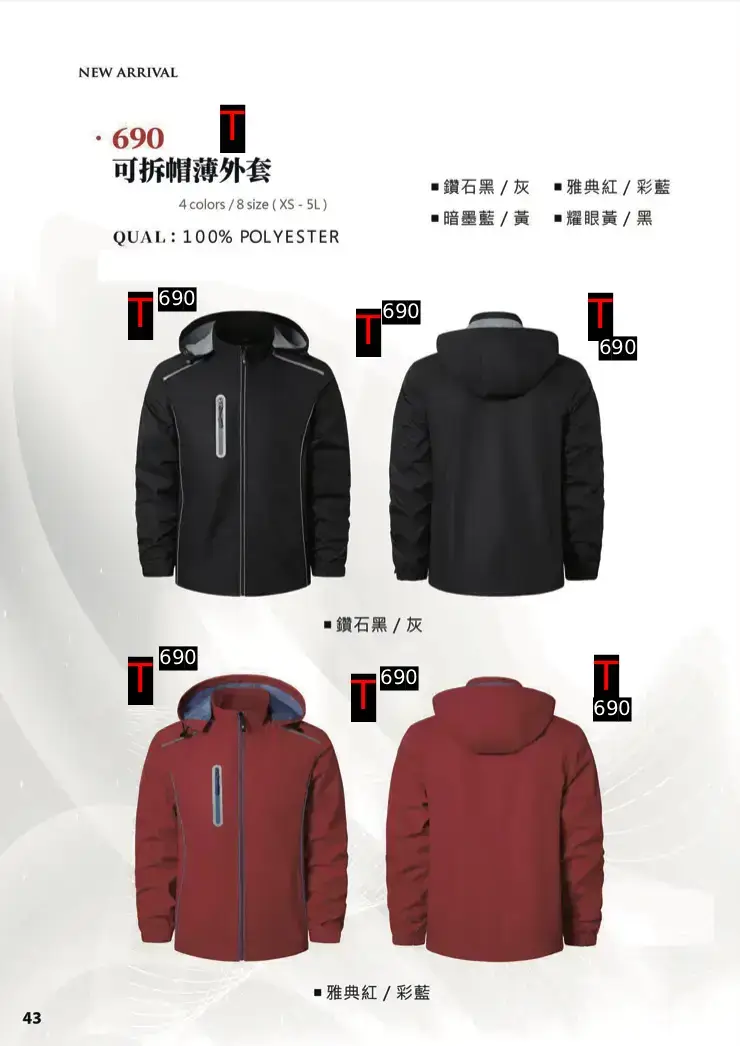 NEW ARRIVAL
· 690
T
可拆帽薄外套
4 colors / 8 size ( XS - 5L )
QUAL : 100% POLYESTER
■ 鑽石黑 / 灰 ■ 雅典紅 / 彩藍
■ 暗墨藍 / 黃 ■ 耀眼黃 / 黑
T 690
T 690
T 690
■ 鑽石黑 / 灰
T 690
T 690
T 690
■ 雅典紅 / 彩藍
43